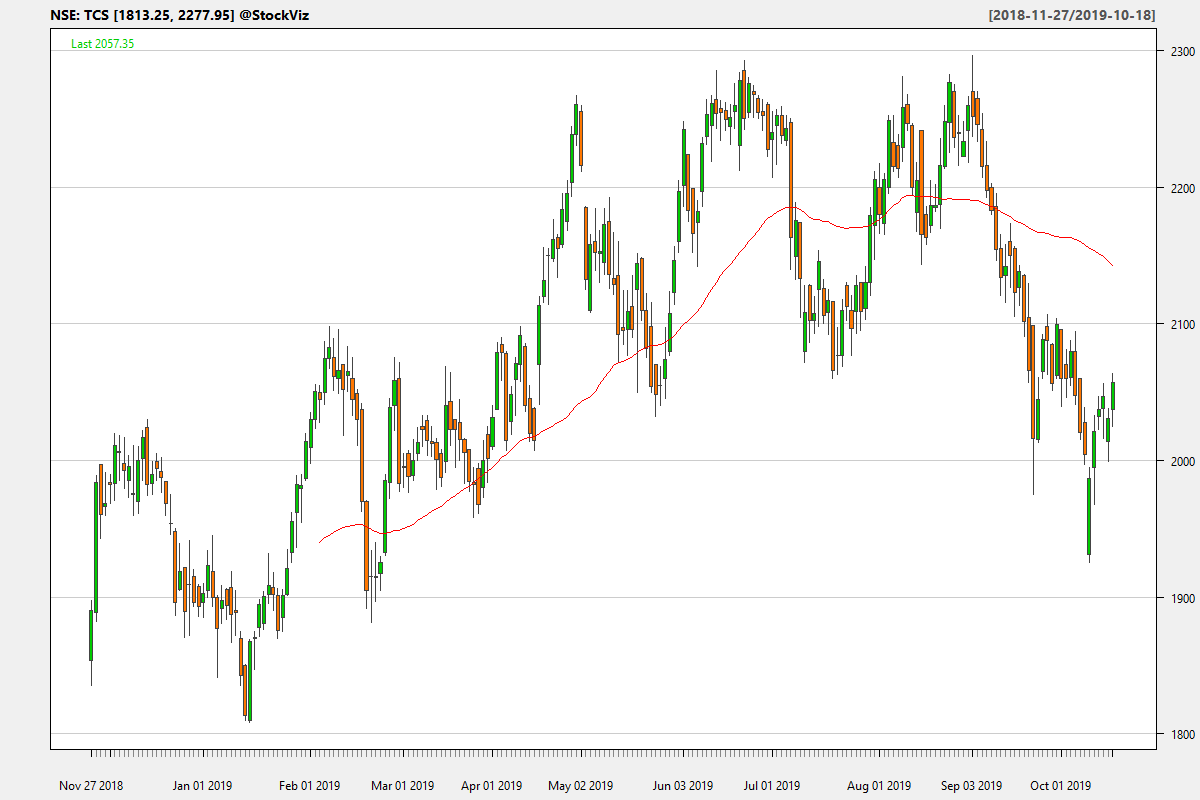 NSE: TCS [1813.25, 2277.95] @StockViz
[2018-11-27/2019-10-18]
Last 2057.35
2300
2200
2100
2000
1900
1800
Nov 27 2018 Jan 01 2019 Feb 01 2019 Mar 01 2019 Apr 01 2019 May 02 2019 Jun 03 2019 Jul 01 2019 Aug 01 2019 Sep 03 2019 Oct 01 2019